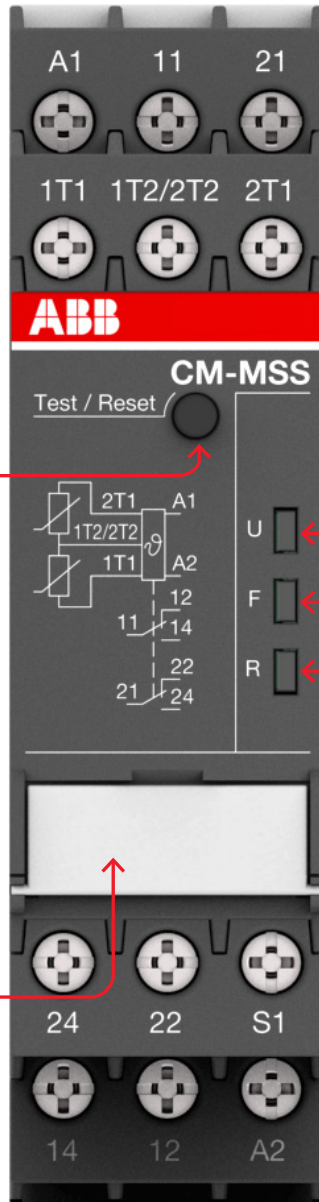 A1 11 21
1T1 1T2/2T2 2T1
ABB
CM-MSS
Test / Reset
2T1 A1
1T2/2T2
ϑ
1T1 A2
U
F
R
12
11 14
22
21 24
24 22 S1
14 12 A2